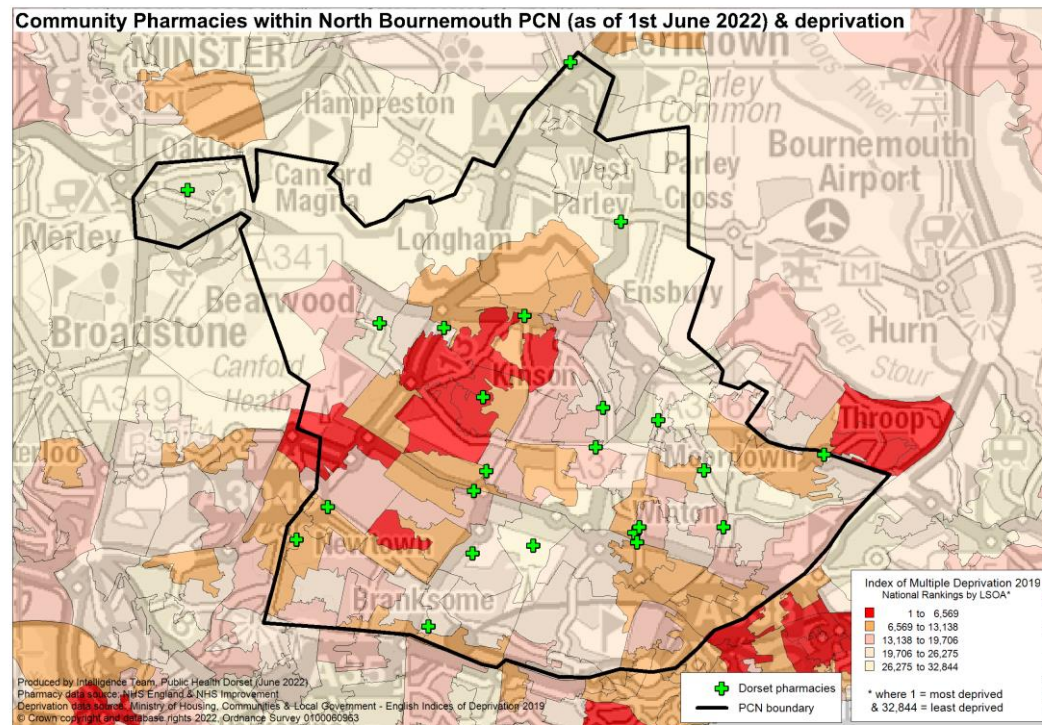 Community Pharmacies within North Bournemouth PCN (as of 1st June 2022) & deprivation
Ferndown
Parley
Common
Hampreston
Bournemouth
Airport
Canford
Magna
West
Parley
Parley
Cross
Merley
Longham
A341
Ensbury
Bearwood
Broadstone
Hurn
River
Stour
Canford
Heath
A349
Kinson
Throop
Moordown
Winton
Newtown
Branksome
Index of Multiple Deprivation 2019
National Rankings by LSOA*
1 to 6,569
6,569 to 13,138
13,138 to 19,706
19,706 to 26,275
26,275 to 32,844
Dorset pharmacies
PCN boundary
* where 1 = most deprived
& 32,844 = least deprived
Produced by Intelligence Team, Public Health Dorset (June 2022)
Pharmacy data source: NHS England & NHS Improvement
Deprivation data source, Ministry of Housing, Communities & Local Government - English Indices of Deprivation 2019
© Crown copyright and database rights 2022, Ordnance Survey 0100060963